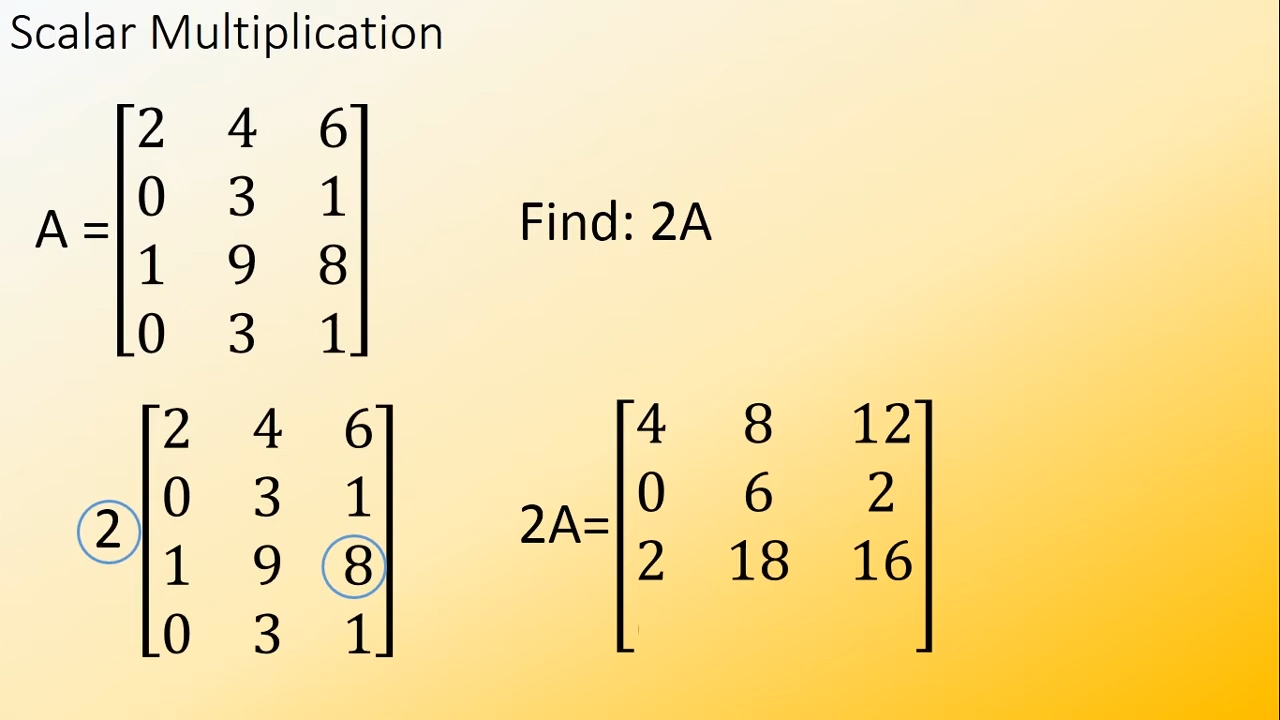 Scalar Multiplication
A = [2 4 6
0 3 1
1 9 8
0 3 1]
Find: 2A
2 [2 4 6
0 3 1
1 9 8
0 3 1]
2A= [4 8 12
0 6 2
2 18 16]